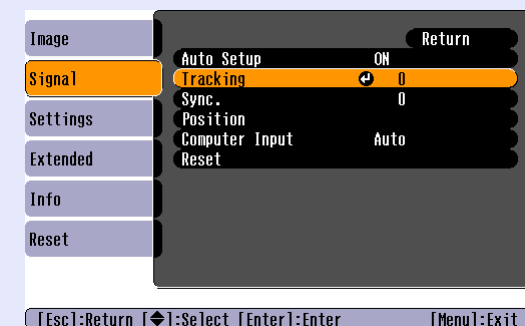 Image
Signal
Settings
Extended
Info
Reset
Return
Auto Setup ON
Tracking 0
Sync. 0
Position
Computer Input Auto
Reset
[Esc]:Return [◆]:Select [Enter]:Enter [Menu]:Exit